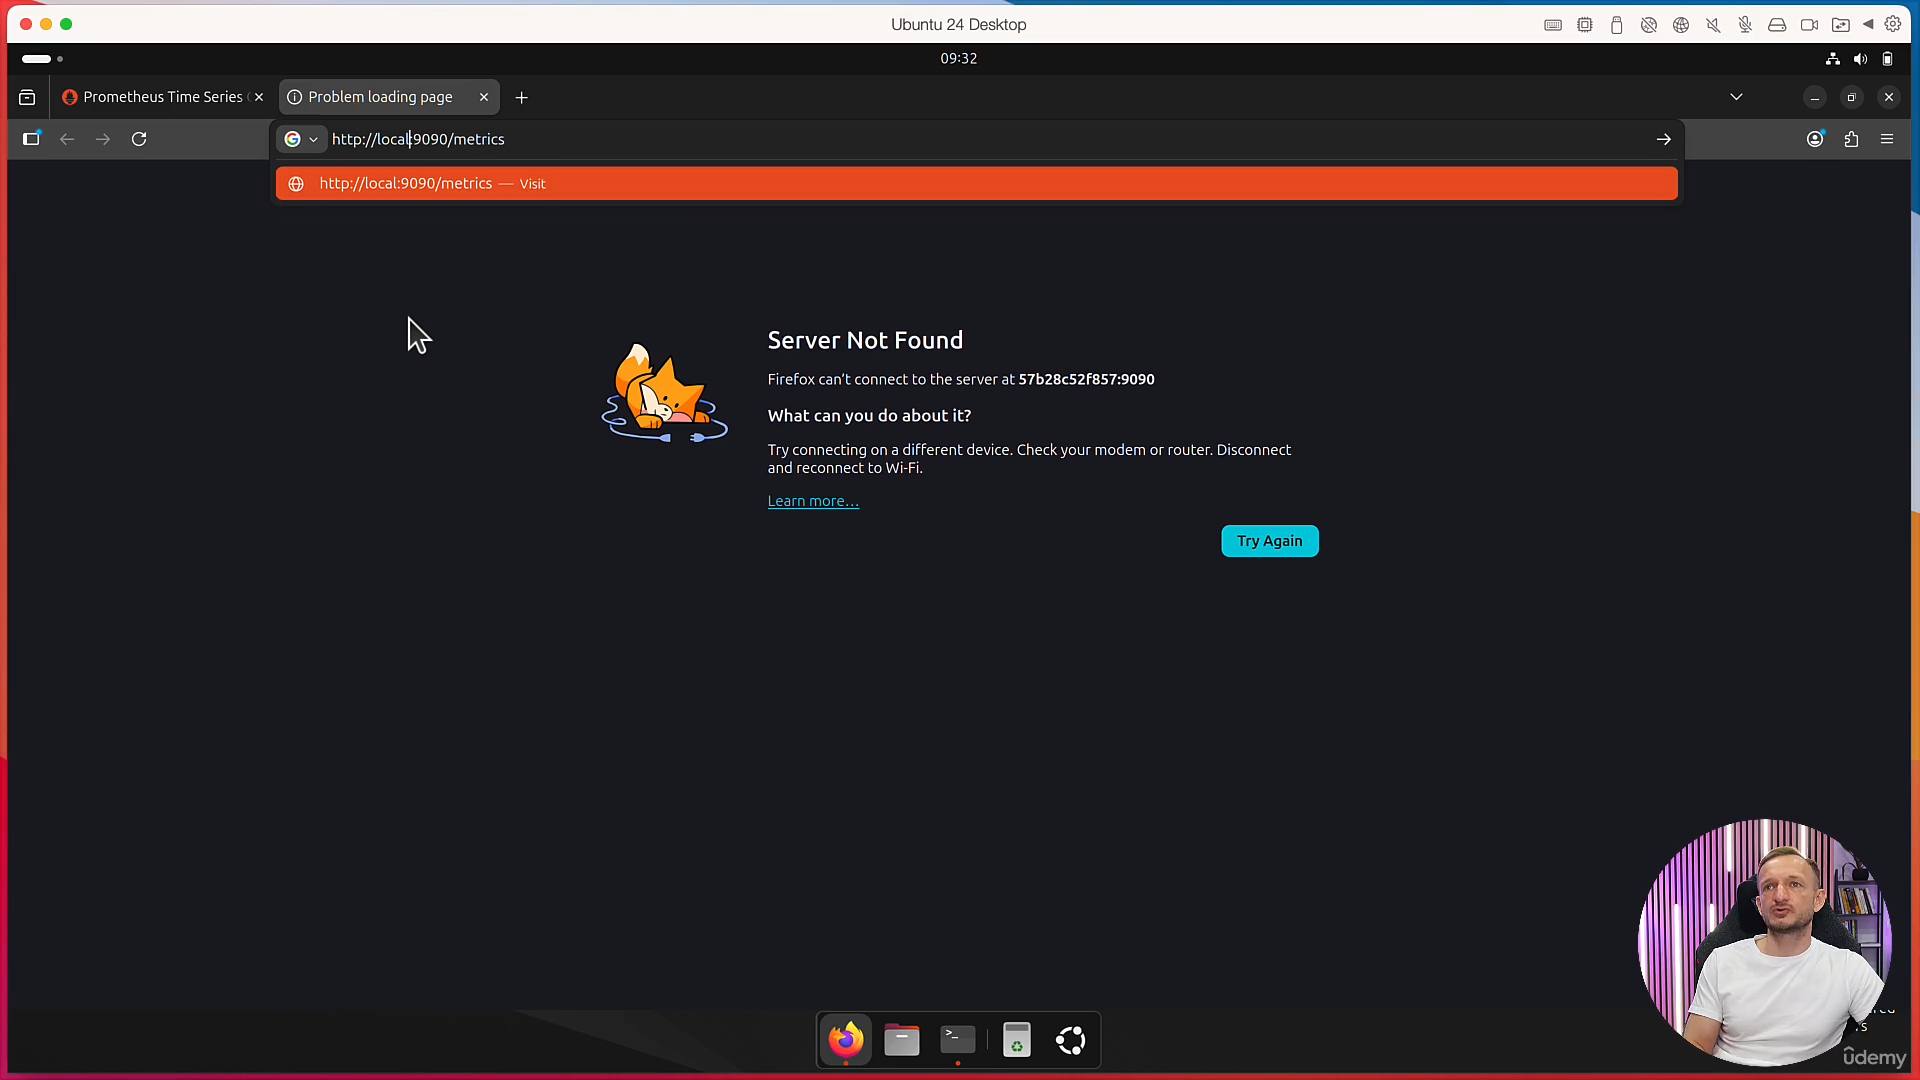 Ubuntu 24 Desktop
09:32
Prometheus Time Series
Problem loading page
http://local:9090/metrics
http://local:9090/metrics — Visit
Server Not Found
Firefox can’t connect to the server at 57b28c52f857:9090
What can you do about it?
Try connecting on a different device. Check your modem or router. Disconnect
and reconnect to Wi-Fi.
Learn more…
Try Again
udemy